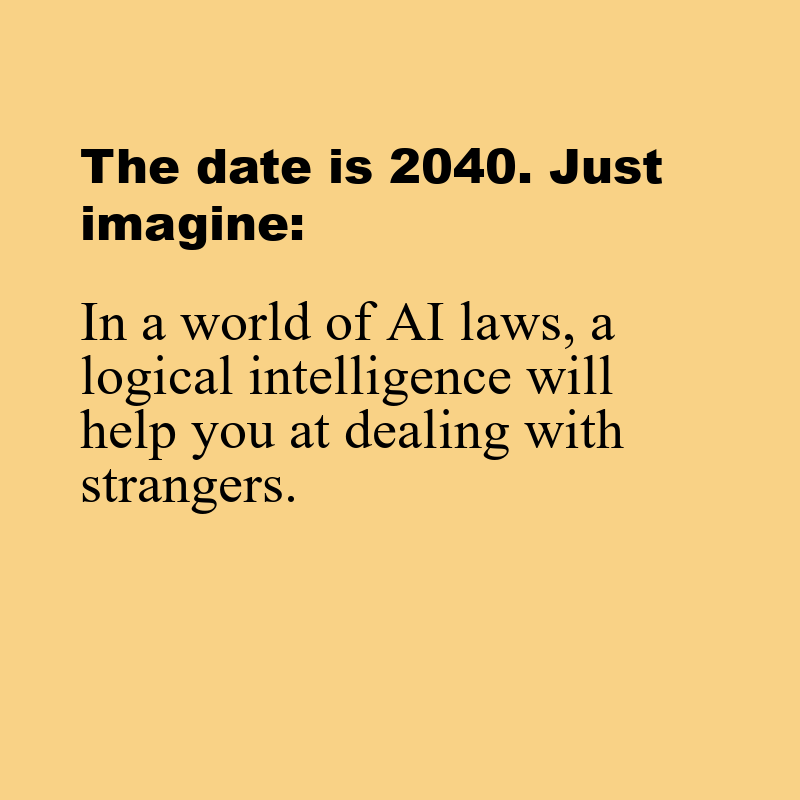 The date is 2040. Just
imagine:
In a world of AI laws, a
logical intelligence will
help you at dealing with
strangers.